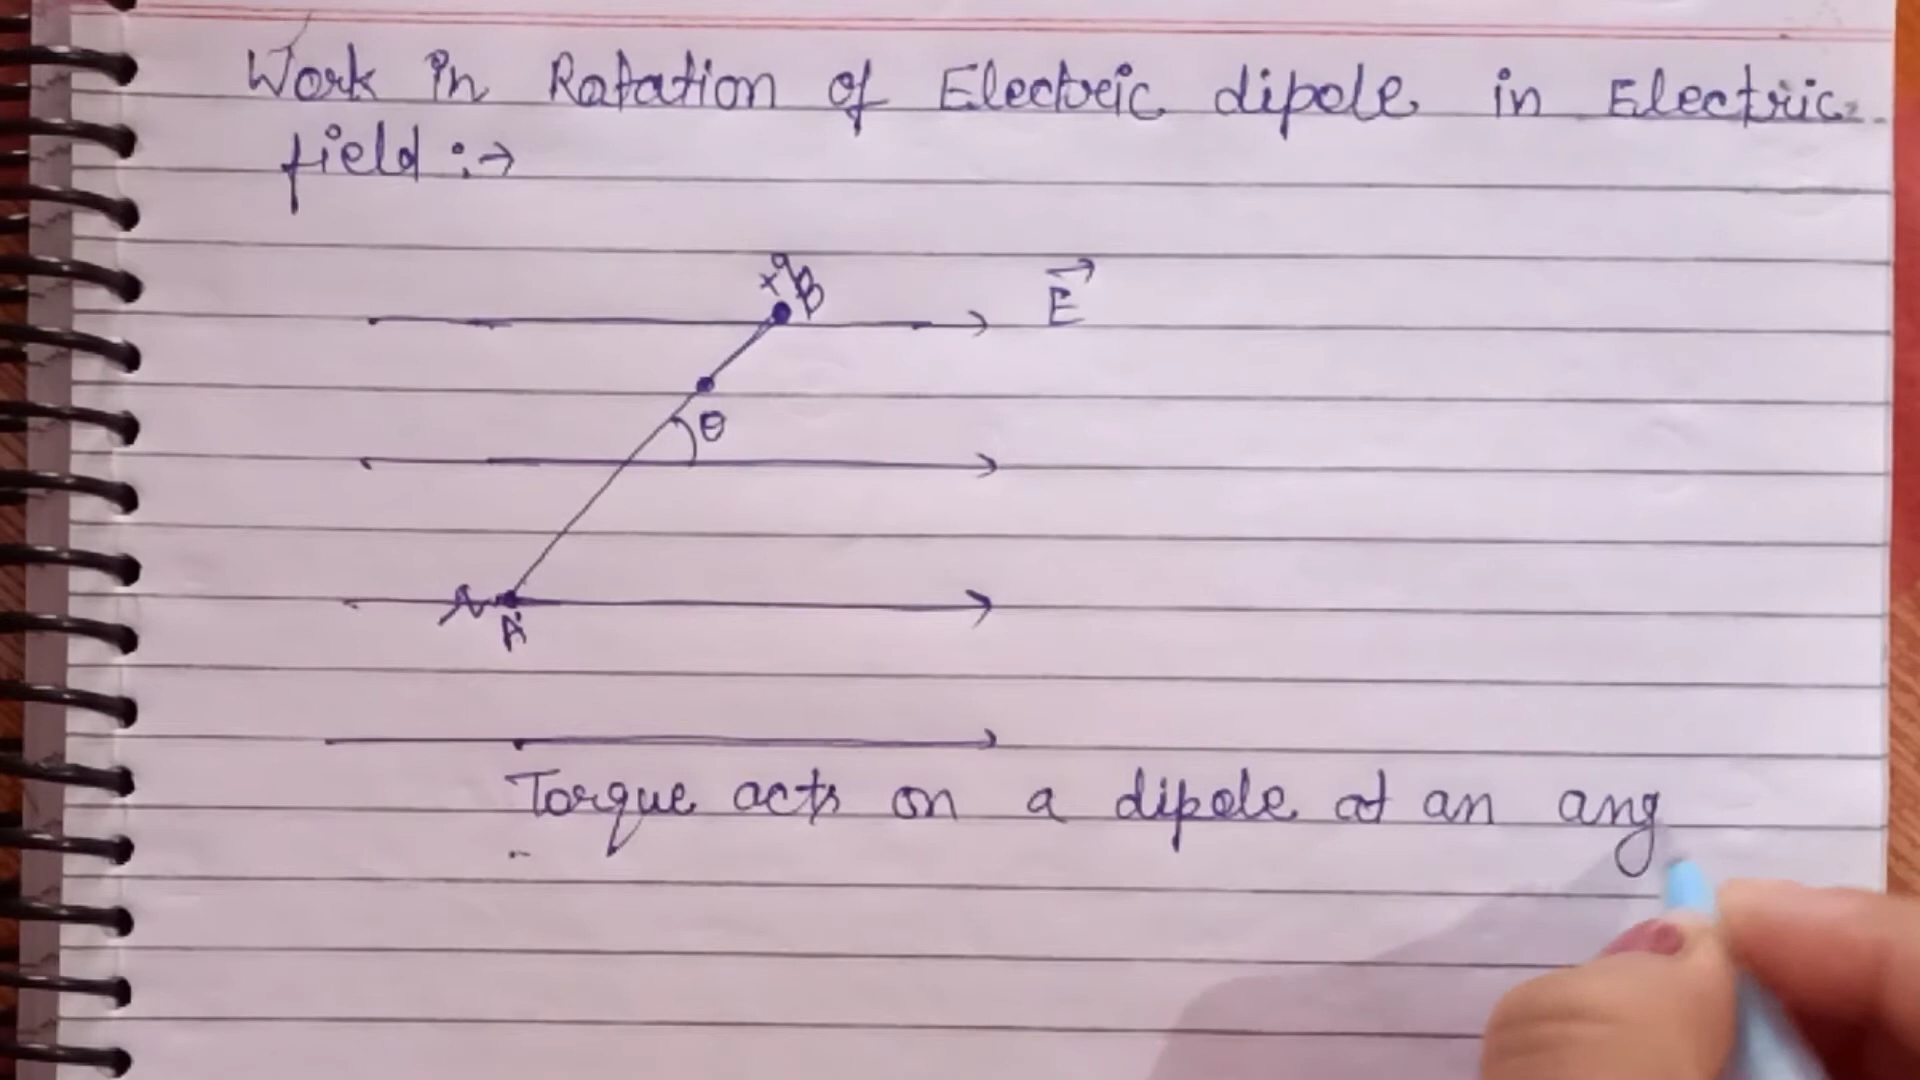 Work in Rotation of Electric dipole in Electric
field :→
+q
B
E
θ
A
Torque acts on a dipole at an ang